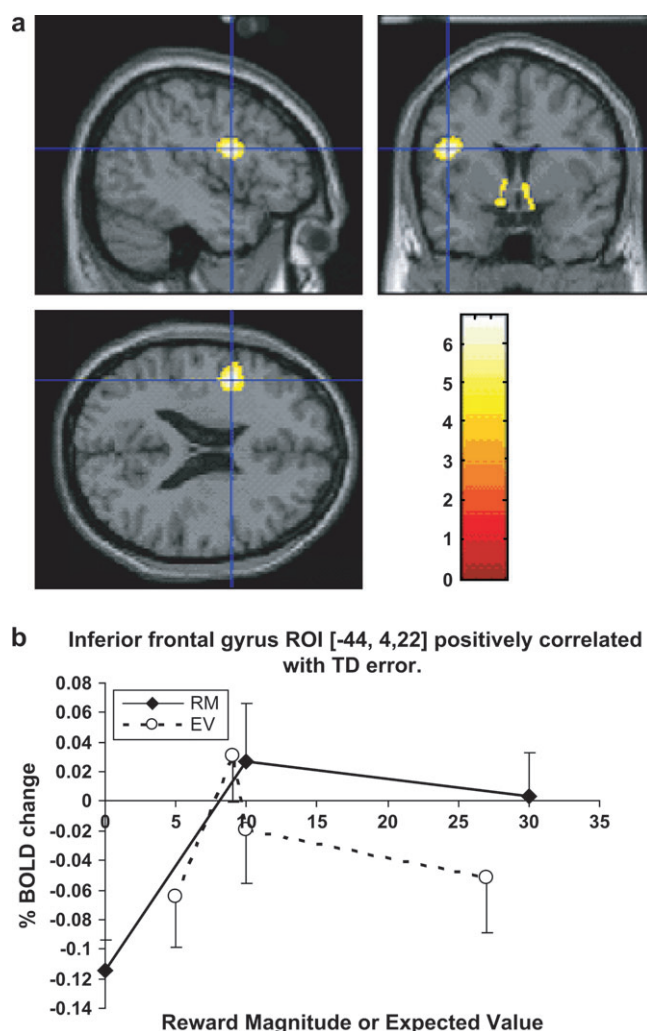 a
6
5
4
3
2
1
0
b Inferior frontal gyrus ROI [-44, 4,22] positively correlated
with TD error.
RM
EV
% BOLD change
0.08
0.06
0.04
0.02
0
-0.02
-0.04
-0.06
-0.08
-0.1
-0.12
-0.14
0 5 10 15 20 25 30 35
Reward Magnitude or Expected Value